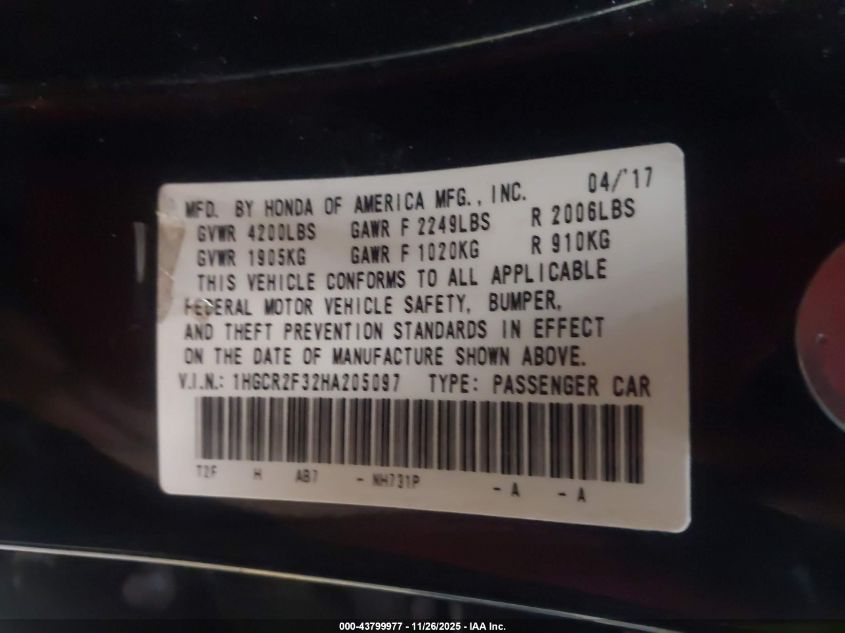 MFD. BY HONDA OF AMERICA MFG., INC. 04/'17
GVWR 4200LBS GAWR F 2249LBS R 2006LBS
GVWR 1905KG GAWR F 1020KG R 910KG
THIS VEHICLE CONFORMS TO ALL APPLICABLE
FEDERAL MOTOR VEHICLE SAFETY, BUMPER,
AND THEFT PREVENTION STANDARDS IN EFFECT
ON THE DATE OF MANUFACTURE SHOWN ABOVE.
V.I.N.: 1HGCR2F32HA205097 TYPE: PASSENGER CAR
T2F H AB7 - NH731P - A - A
000-43799977 - 11/26/2025 - IAA Inc.